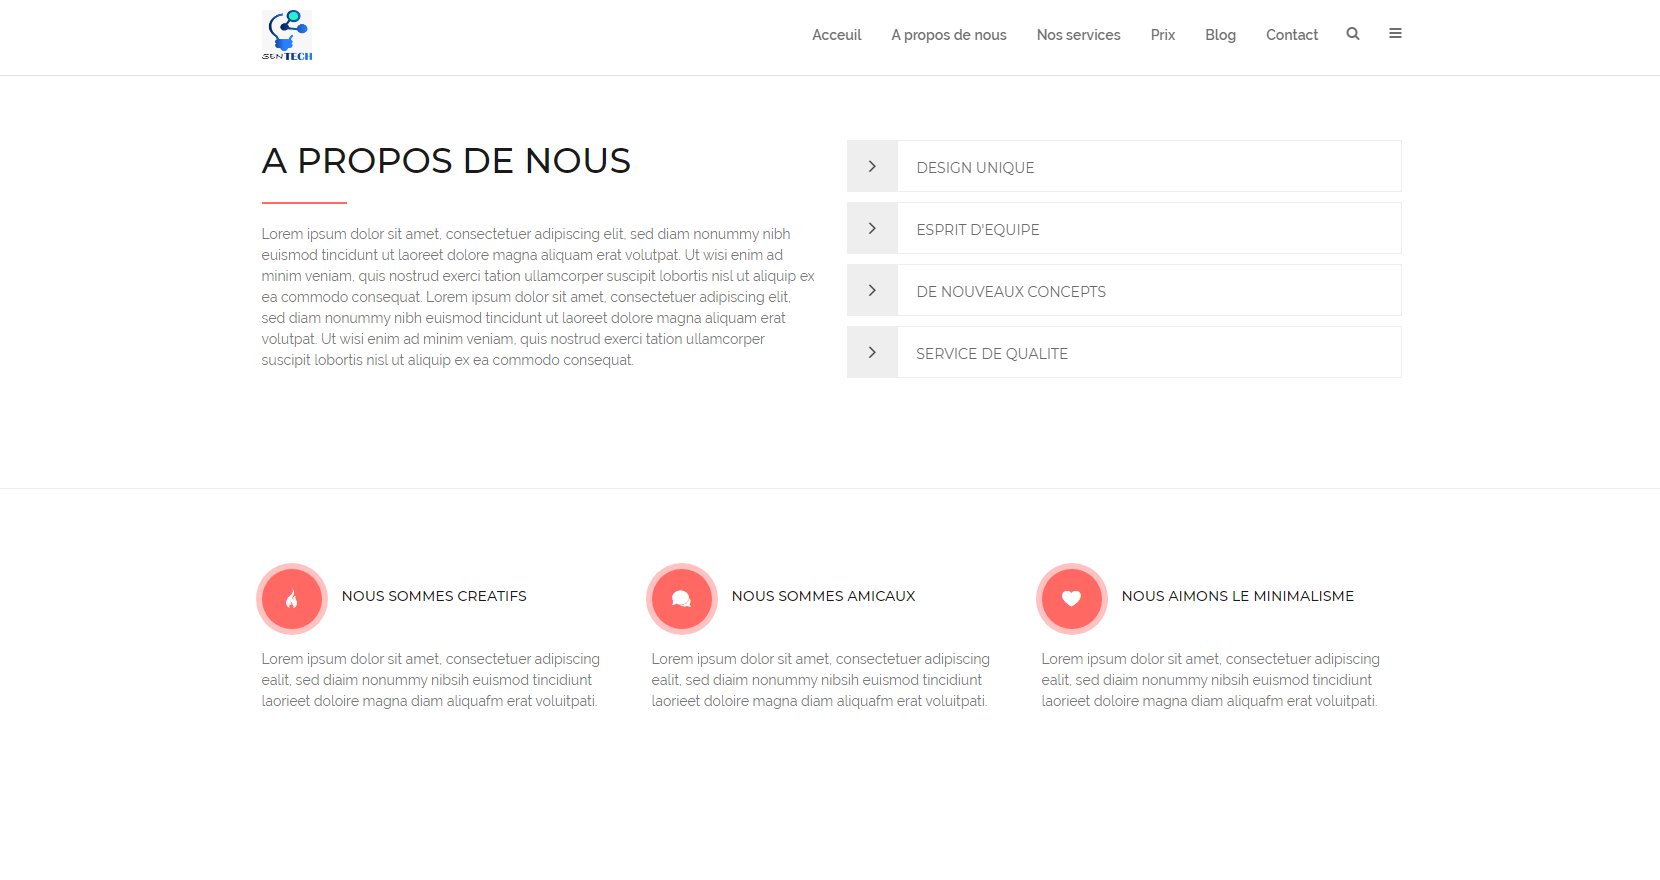 SENTECH
Acceuil A propos de nous Nos services Prix Blog Contact
A PROPOS DE NOUS
Lorem ipsum dolor sit amet, consectetuer adipiscing elit, sed diam nonummy nibh
euismod tincidunt ut laoreet dolore magna aliquam erat volutpat. Ut wisi enim ad
minim veniam, quis nostrud exerci tation ullamcorper suscipit lobortis nisl ut aliquip ex
ea commodo consequat. Lorem ipsum dolor sit amet, consectetuer adipiscing elit,
sed diam nonummy nibh euismod tincidunt ut laoreet dolore magna aliquam erat
volutpat. Ut wisi enim ad minim veniam, quis nostrud exerci tation ullamcorper
suscipit lobortis nisl ut aliquip ex ea commodo consequat.
DESIGN UNIQUE
ESPRIT D'EQUIPE
DE NOUVEAUX CONCEPTS
SERVICE DE QUALITE
NOUS SOMMES CREATIFS
Lorem ipsum dolor sit amet, consectetuer adipiscing
ealit, sed diaim nonummy nibsih euismod tincidiunt
laorieet doloire magna diam aliquafm erat voluitpati.
NOUS SOMMES AMICAUX
Lorem ipsum dolor sit amet, consectetuer adipiscing
ealit, sed diaim nonummy nibsih euismod tincidiunt
laorieet doloire magna diam aliquafm erat voluitpati.
NOUS AIMONS LE MINIMALISME
Lorem ipsum dolor sit amet, consectetuer adipiscing
ealit, sed diaim nonummy nibsih euismod tincidiunt
laorieet doloire magna diam aliquafm erat voluitpati.